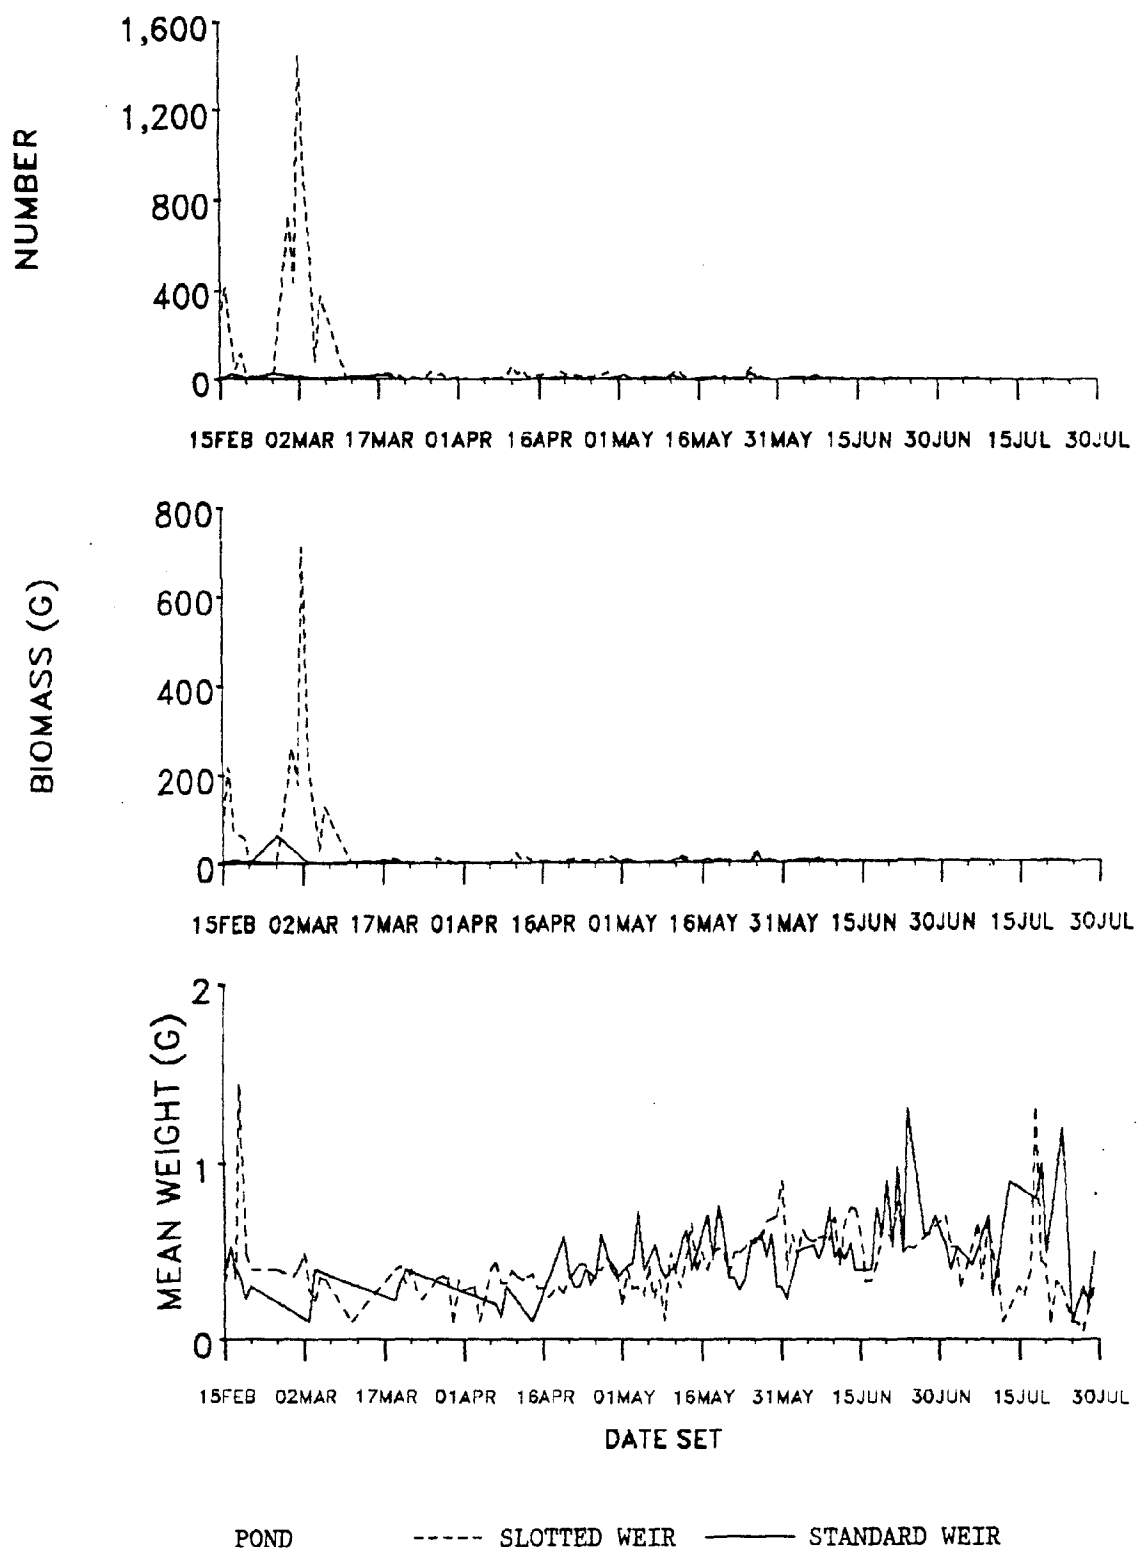 NUMBER
1,600
1,200
800
400
0
15FEB 02MAR 17MAR 01APR 16APR 01MAY 16MAY 31MAY 15JUN 30JUN 15JUL 30JUL
BIOMASS (G)
800
600
400
200
0
15FEB 02MAR 17MAR 01APR 16APR 01MAY 16MAY 31MAY 15JUN 30JUN 15JUL 30JUL
MEAN WEIGHT (G)
2
1
0
15FEB 02MAR 17MAR 01APR 16APR 01MAY 16MAY 31MAY 15JUN 30JUN 15JUL 30JUL
DATE SET
POND SLOTTED WEIR STANDARD WEIR